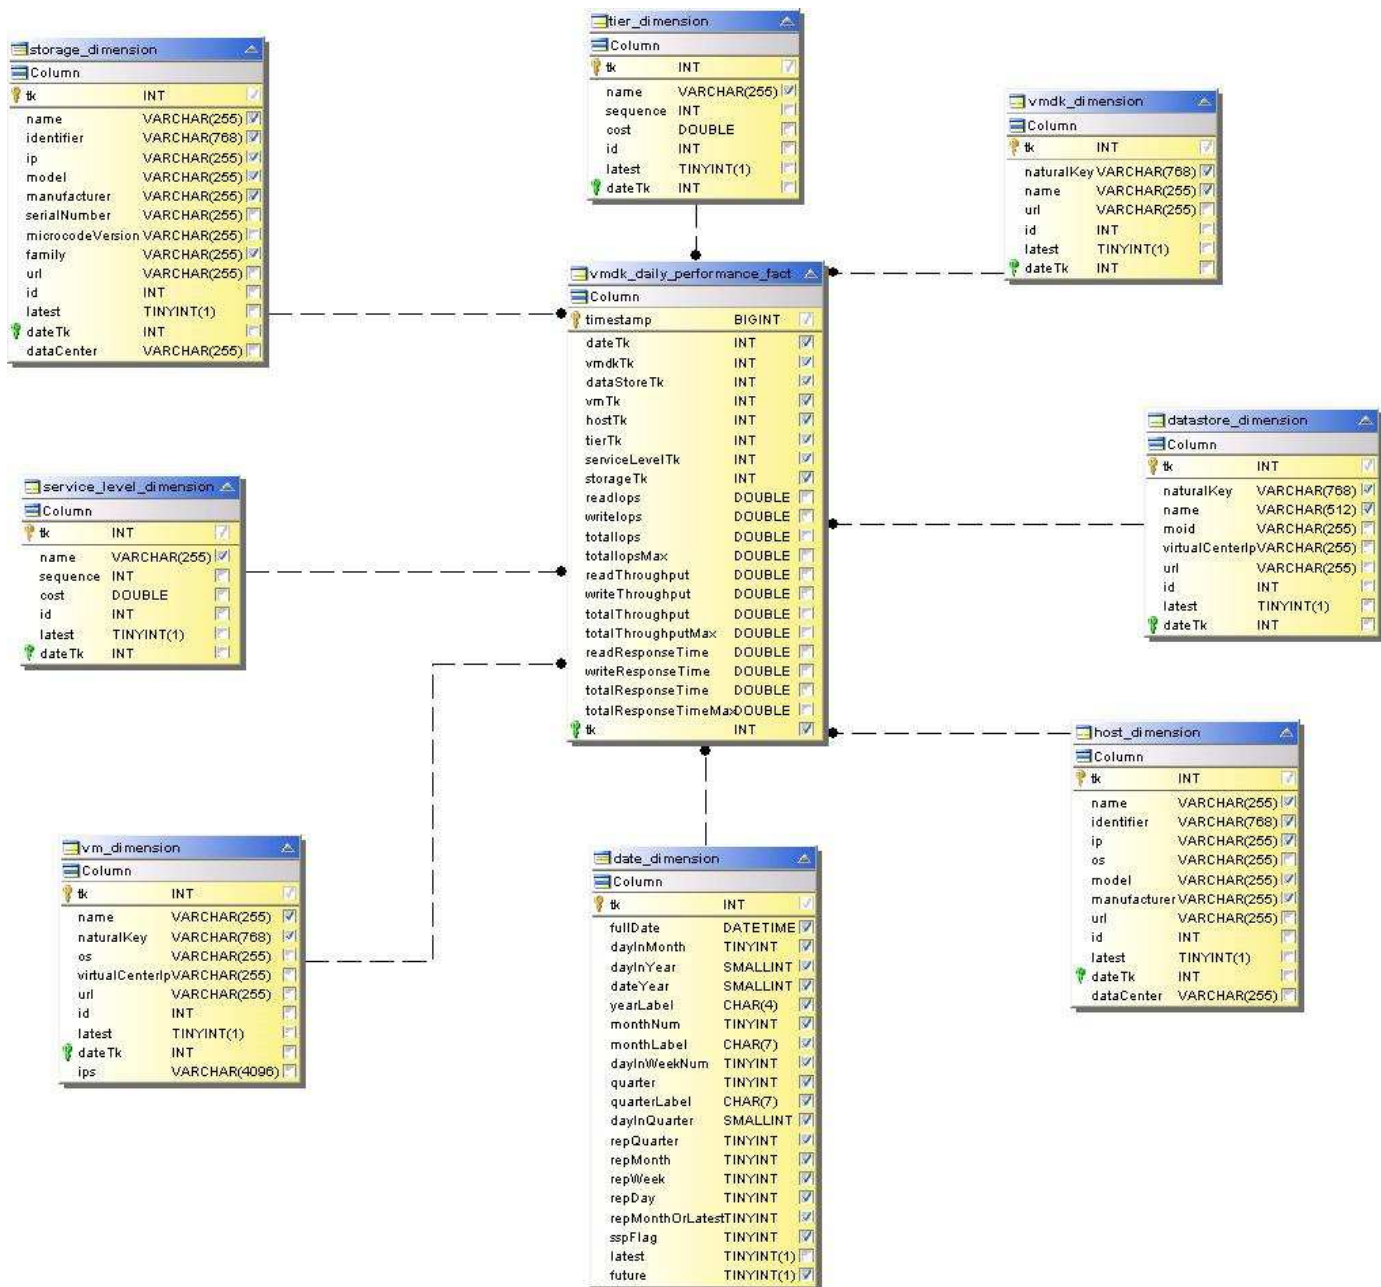 tier_dimension
Column
tk INT
name VARCHAR(255)
sequence INT
cost DOUBLE
id INT
latest TINYINT(1)
dateTk INT
storage_dimension
Column
tk INT
name VARCHAR(255)
identifier VARCHAR(768)
ip VARCHAR(255)
model VARCHAR(255)
manufacturer VARCHAR(255)
serialNumber VARCHAR(255)
microcodeVersion VARCHAR(255)
family VARCHAR(255)
url VARCHAR(255)
id INT
latest TINYINT(1)
dateTk INT
dataCenter VARCHAR(255)
vmdk_dimension
Column
tk INT
naturalKey VARCHAR(768)
name VARCHAR(255)
url VARCHAR(255)
id INT
latest TINYINT(1)
dateTk INT
vmdk_daily_performance_fact
Column
timestamp BIGINT
dateTk INT
vmdkTk INT
dataStoreTk INT
vmTk INT
hostTk INT
tierTk INT
serviceLevelTk INT
storageTk INT
readIops DOUBLE
writeIops DOUBLE
totalIops DOUBLE
totalIopsMax DOUBLE
readThroughput DOUBLE
writeThroughput DOUBLE
totalThroughput DOUBLE
totalThroughputMax DOUBLE
readResponseTime DOUBLE
writeResponseTime DOUBLE
totalResponseTime DOUBLE
totalResponseTimeMax DOUBLE
tk INT
datastore_dimension
Column
tk INT
naturalKey VARCHAR(768)
name VARCHAR(512)
moid VARCHAR(255)
virtualCenterIp VARCHAR(255)
url VARCHAR(255)
id INT
latest TINYINT(1)
dateTk INT
service_level_dimension
Column
tk INT
name VARCHAR(255)
sequence INT
cost DOUBLE
id INT
latest TINYINT(1)
dateTk INT
host_dimension
Column
tk INT
name VARCHAR(255)
identifier VARCHAR(768)
ip VARCHAR(255)
os VARCHAR(255)
model VARCHAR(255)
manufacturer VARCHAR(255)
url VARCHAR(255)
id INT
latest TINYINT(1)
dateTk INT
dataCenter VARCHAR(255)
vm_dimension
Column
tk INT
name VARCHAR(255)
naturalKey VARCHAR(768)
os VARCHAR(255)
virtualCenterIp VARCHAR(255)
url VARCHAR(255)
id INT
latest TINYINT(1)
dateTk INT
ips VARCHAR(4096)
date_dimension
Column
tk INT
fullDate DATETIME
dayInMonth TINYINT
dayInYear SMALLINT
dateYear SMALLINT
yearLabel CHAR(4)
monthNum TINYINT
monthLabel CHAR(7)
dayInWeekNum TINYINT
quarter TINYINT
quarterLabel CHAR(7)
dayInQuarter SMALLINT
repQuarter TINYINT
repMonth TINYINT
repWeek TINYINT
repDay TINYINT
repMonthOrLatest TINYINT
sspFlag TINYINT
latest TINYINT(1)
future TINYINT(1)